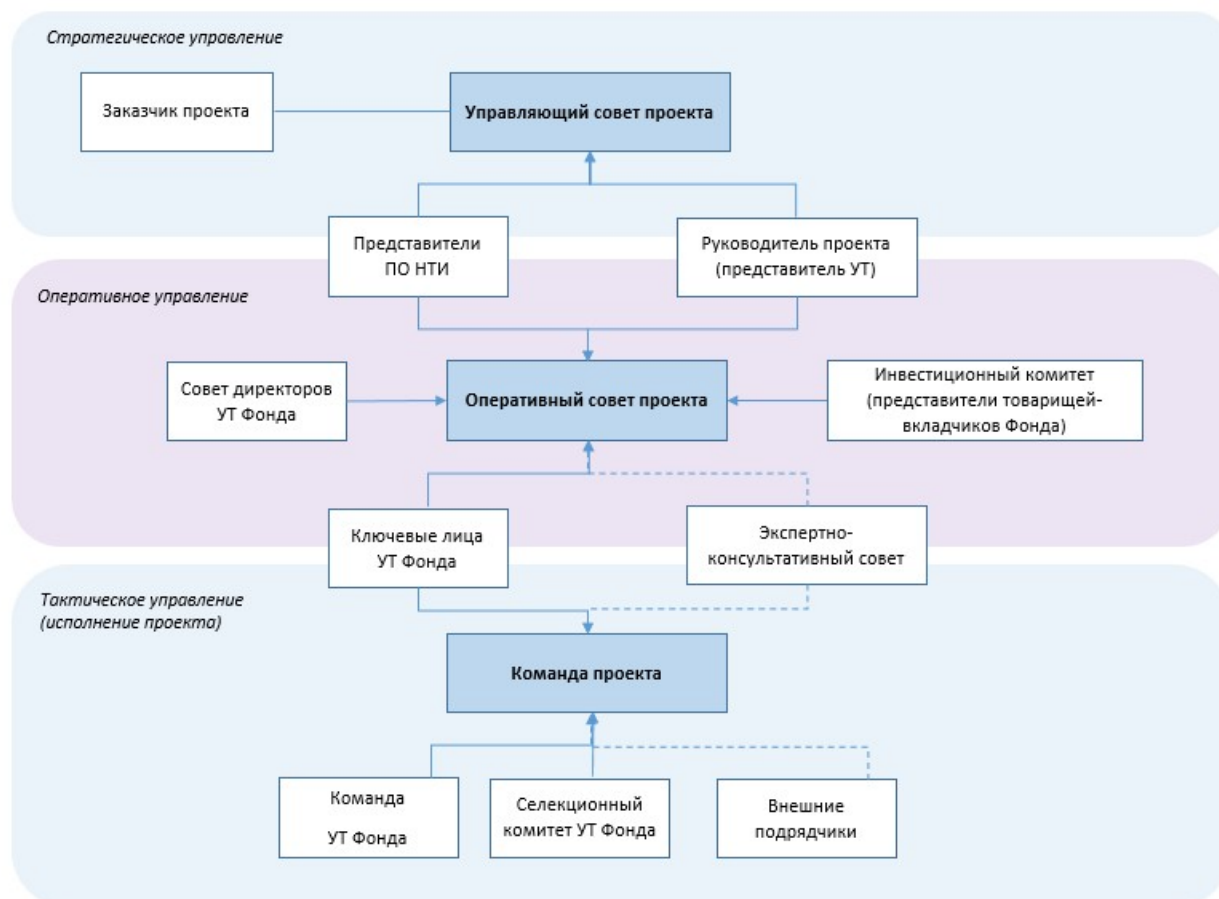 Стратегическое управление
Заказчик проекта
Управляющий совет проекта
Представители
ПО НТИ
Руководитель проекта
(представитель УТ)
Оперативное управление
Совет директоров
УТ Фонда
Оперативный совет проекта
Инвестиционный комитет
(представители товарищей-
вкладчиков Фонда)
Ключевые лица
УТ Фонда
Экспертно-
консультативный совет
Тактическое управление
(исполнение проекта)
Команда проекта
Команда
УТ Фонда
Селекционный
комитет УТ Фонда
Внешние
подрядчики